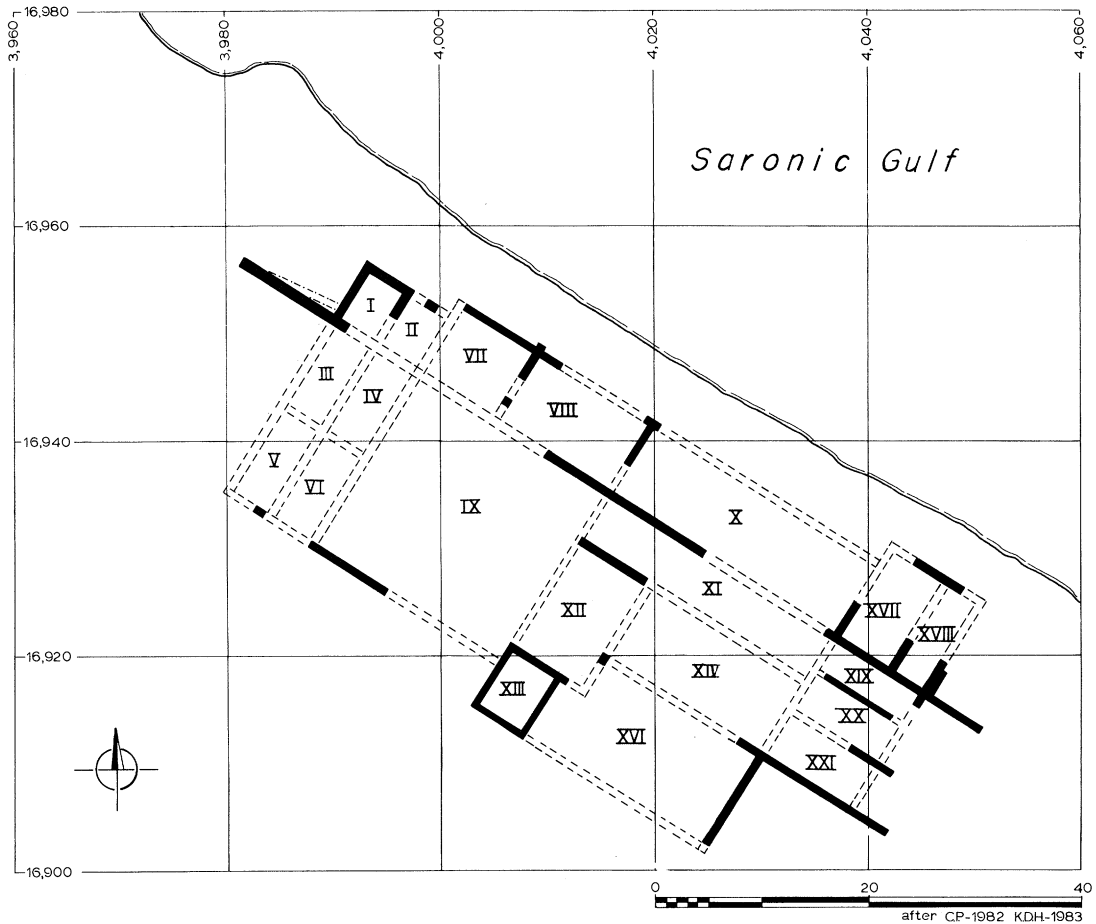 16,980
3,960
3,980
4,000
4,020
4,040
4,060
Saronic Gulf
16,960
I
II
III
VII
IV
VIII
16,940
V
VI
IX
X
XI
XII
XVII
XVIII
16,920
XIII
XIV
XIX
XX
XVI
XXI
16,900
0 20 40
after CP-1982 KDH-1983